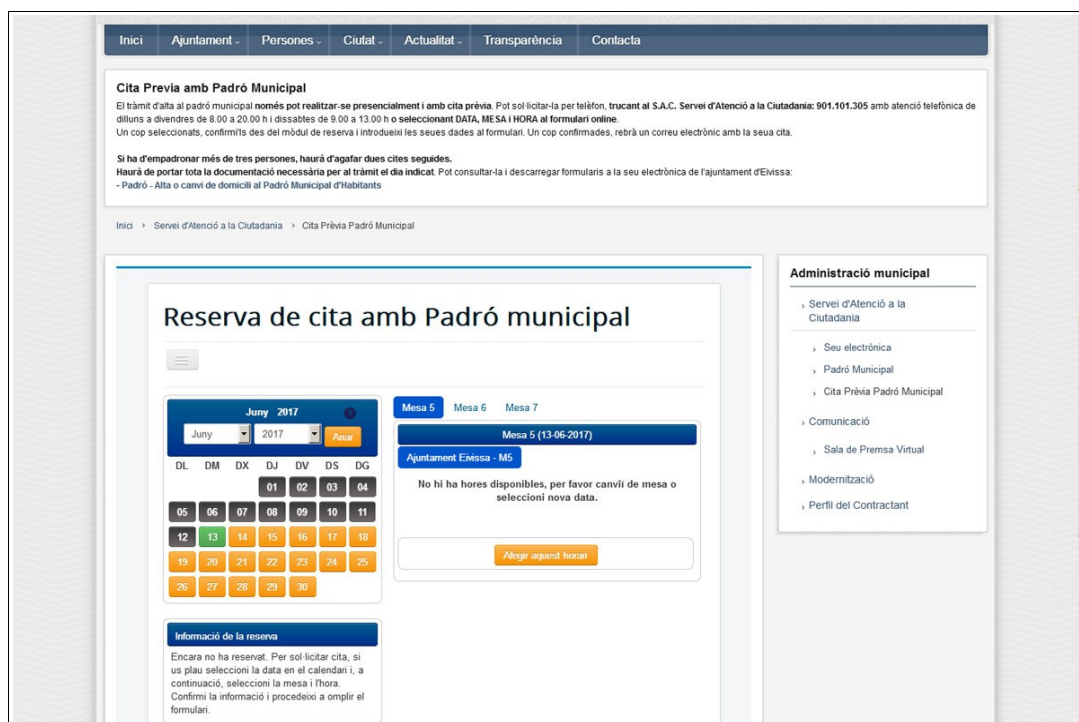 Inici Ajuntament Persones Ciutat Actualitat Transparència Contacta
Cita Previa amb Padró Municipal
El tràmit d'alta al padró municipal només pot realitzar-se presencialment i amb cita prèvia. Pot sol·licitar-la per telèfon, trucant al S.A.C. Servei d'Atenció a la Ciutadania: 901.101.305 amb atenció telefònica de
dilluns a divendres de 8.00 a 20.00 h i dissabtes de 9.00 a 13.00 h o seleccionant DATA, MESA i HORA al formulari online.
Un cop seleccionats, confirmi'ls des del mòdul de reserva i introdueixi les seues dades al formulari. Un cop confirmades, rebrà un correu electrònic amb la seua cita.
Si ha d'empadronar més de tres persones, haurà d'agafar dues cites seguides.
Haurà de portar tota la documentació necessària per al tràmit el dia indicat. Pot consultar-la i descarregar formularis a la seu electrònica de l'ajuntament d'Eivissa:
- Padró - Alta o canvi de domicili al Padró Municipal d'Habitants
Inici › Servei d'Atenció a la Ciutadania › Cita Prèvia Padró Municipal
Reserva de cita amb Padró municipal
Juny 2017
Juny 2017 Anar
DL DM DX DJ DV DS DG
01 02 03 04
05 06 07 08 09 10 11
12 13 14 15 16 17 18
19 20 21 22 23 24 25
26 27 28 29 30
Informació de la reserva
Encara no ha reservat. Per sol·licitar cita, si
us plau seleccioni la data en el calendari i, a
continuació, seleccioni la mesa i l'hora.
Confirmi la informació i procedeixi a omplir el
formulari.
Mesa 5 Mesa 6 Mesa 7
Mesa 5 (13-06-2017)
Ajuntament Eivissa - M5
No hi ha hores disponibles, per favor canviï de mesa o
seleccioni nova data.
Afegir aquest horari
Administració municipal
› Servei d'Atenció a la
Ciutadania
› Seu electrònica
› Padró Municipal
› Cita Prèvia Padró Municipal
› Comunicació
› Sala de Premsa Virtual
› Modernització
› Perfil del Contractant